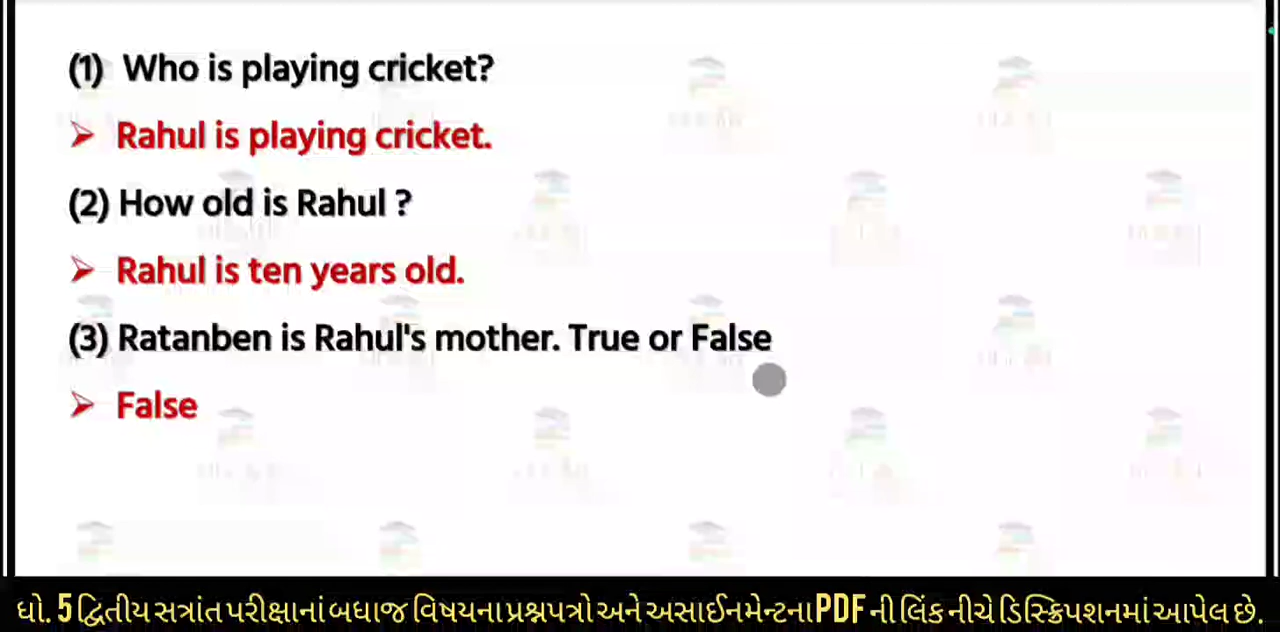 (1) Who is playing cricket?
➢ Rahul is playing cricket.
(2) How old is Rahul ?
➢ Rahul is ten years old.
(3) Ratanben is Rahul's mother. True or False
➢ False
ધો. 5 દ્વિતીય સત્રાંત પરીક્ષાનાં બધાજ વિષયના પ્રશ્નપત્રો અને અસાઈનમેન્ટના PDF ની લિંક નીચે ડિસ્ક્રિપશનમાં આપેલ છે.